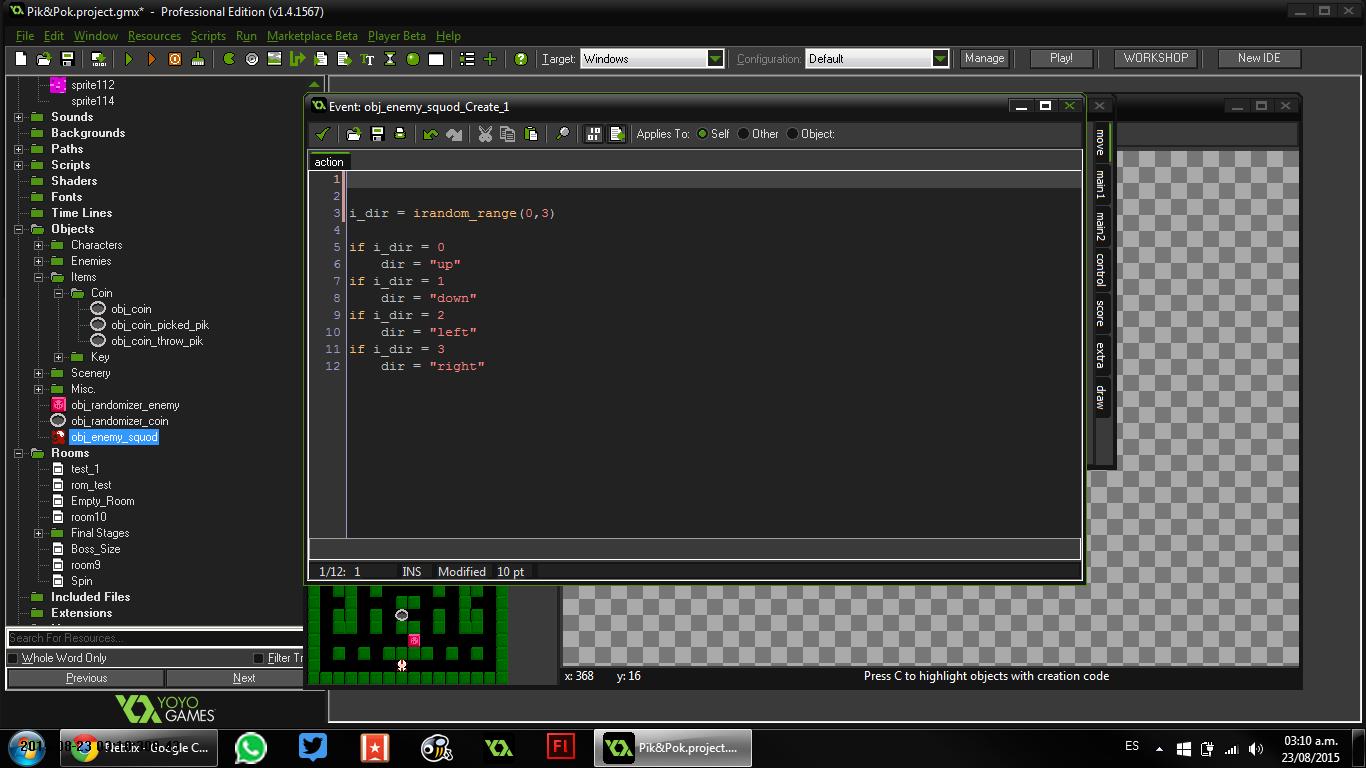 Pik&Pok.project.gmx* - Professional Edition (v1.4.1567)
File Edit Window Resources Scripts Run Marketplace Beta Player Beta Help
Target: Windows Configuration: Default Manage Play! WORKSHOP New IDE
sprite112
sprite114
Sounds
Backgrounds
Paths
Scripts
Shaders
Fonts
Time Lines
Objects
Characters
Enemies
Items
Coin
obj_coin
obj_coin_picked_pik
obj_coin_throw_pik
Key
Scenery
Misc.
obj_randomizer_enemy
obj_randomizer_coin
obj_enemy_squod
Rooms
test_1
rom_test
Empty_Room
room10
Final Stages
Boss_Size
room9
Spin
Included Files
Extensions
Search For Resources...
Whole Word Only Filter Tr
Previous Next
YOYO
GAMES
Event: obj_enemy_squod_Create_1
Applies To: Self Other Object:
action
1
2
3 i_dir = irandom_range(0,3)
4
5 if i_dir = 0
6 dir = "up"
7 if i_dir = 1
8 dir = "down"
9 if i_dir = 2
10 dir = "left"
11 if i_dir = 3
12 dir = "right"
1/12: 1 INS Modified 10 pt
move
main1
main2
control
score
extra
draw
x: 368 y: 16 Press C to highlight objects with creation code
Netflix - Google C...
Fl
Pik&Pok.project....
ES
03:10 a.m.
23/08/2015